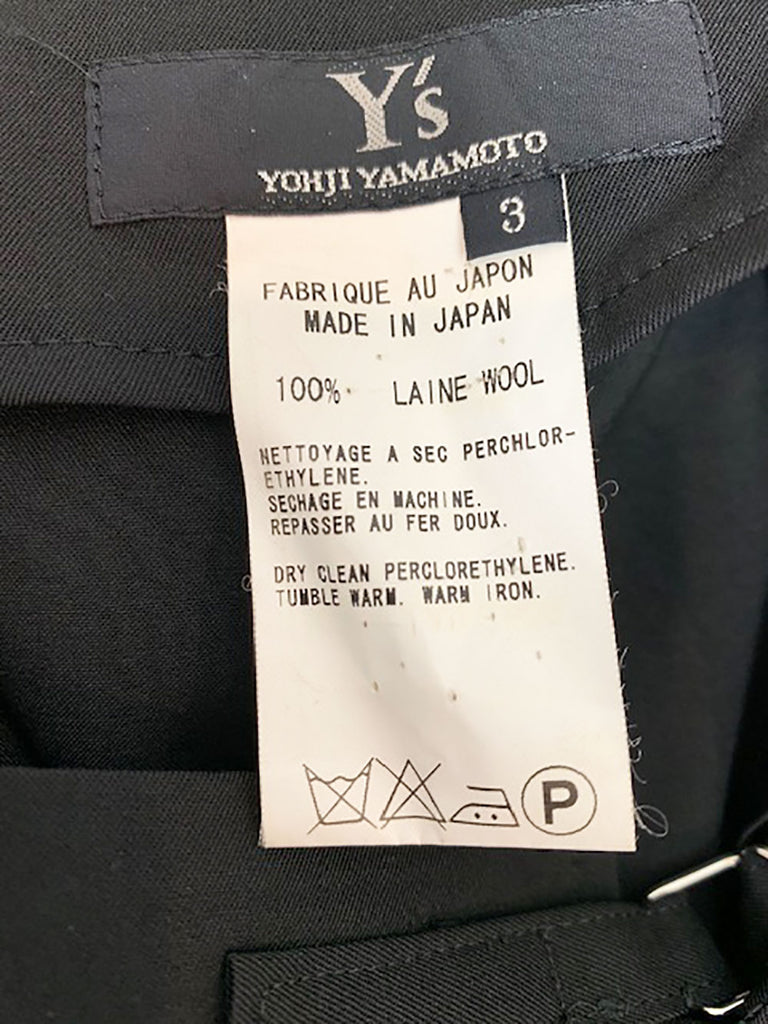 Y's
YOHJI YAMAMOTO
3
FABRIQUE AU JAPON
MADE IN JAPAN
100% LAINE WOOL
NETTOYAGE A SEC PERCHLOR-
ETHYLENE.
SECHAGE EN MACHINE.
REPASSER AU FER DOUX.
DRY CLEAN PERCLORETHYLENE.
TUMBLE WARM. WARM IRON.
P